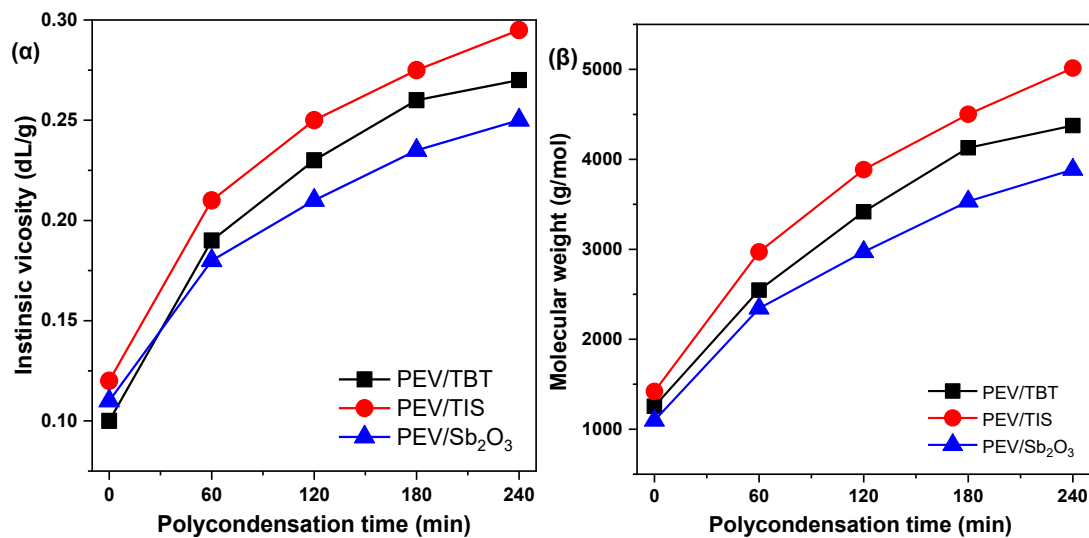 (α)
Instinsic vicosity (dL/g)
0.30
0.25
0.20
0.15
0.10
PEV/TBT
PEV/TIS
PEV/Sb₂O₃
0 60 120 180 240
Polycondensation time (min)
(β)
Molecular weight (g/mol)
5000
4000
3000
2000
1000
PEV/TBT
PEV/TIS
PEV/Sb₂O₃
0 60 120 180 240
Polycondensation time (min)